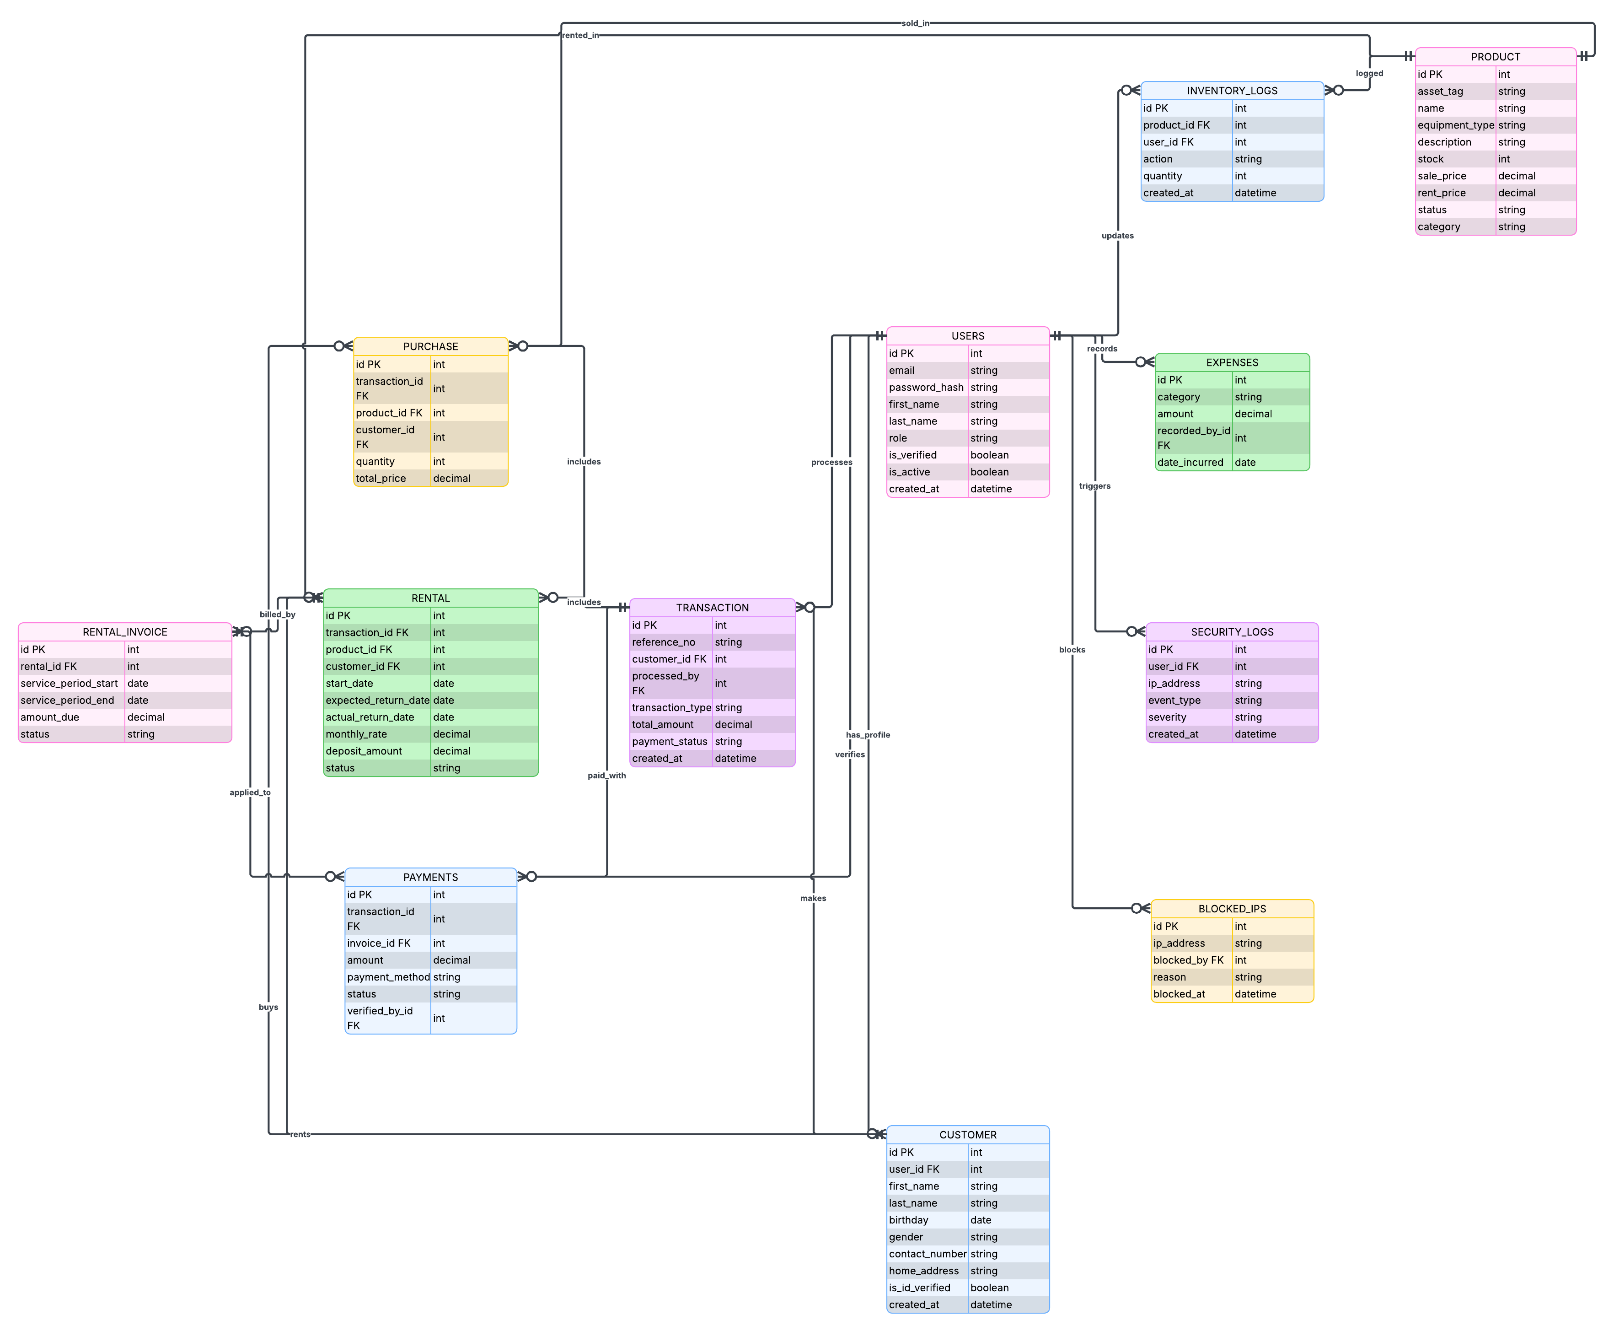 sold_in
rented_in
logged
PRODUCT
id PK int
asset_tag string
name string
equipment_type string
description string
stock int
sale_price decimal
rent_price decimal
status string
category string
INVENTORY_LOGS
id PK int
product_id FK int
user_id FK int
action string
quantity int
created_at datetime
updates
PURCHASE
id PK int
transaction_id
FK int
product_id FK int
customer_id
FK int
quantity int
total_price decimal
includes
processes
USERS
id PK int
email string
password_hash string
first_name string
last_name string
role string
is_verified boolean
is_active boolean
created_at datetime
records
EXPENSES
id PK int
category string
amount decimal
recorded_by_id
FK int
date_incurred date
triggers
RENTAL_INVOICE
id PK int
rental_id FK int
service_period_start date
service_period_end date
amount_due decimal
status string
billed_by
RENTAL
id PK int
transaction_id FK int
product_id FK int
customer_id FK int
start_date date
expected_return_date date
actual_return_date date
monthly_rate decimal
deposit_amount decimal
status string
includes
TRANSACTION
id PK int
reference_no string
customer_id FK int
processed_by
FK int
transaction_type string
total_amount decimal
payment_status string
created_at datetime
SECURITY_LOGS
id PK int
user_id FK int
ip_address string
event_type string
severity string
created_at datetime
blocks
has_profile
verifies
paid_with
applied_to
PAYMENTS
id PK int
transaction_id
FK int
invoice_id FK int
amount decimal
payment_method string
status string
verified_by_id
FK int
makes
BLOCKED_IPS
id PK int
ip_address string
blocked_by FK int
reason string
blocked_at datetime
buys
rents
CUSTOMER
id PK int
user_id FK int
first_name string
last_name string
birthday date
gender string
contact_number string
home_address string
is_id_verified boolean
created_at datetime